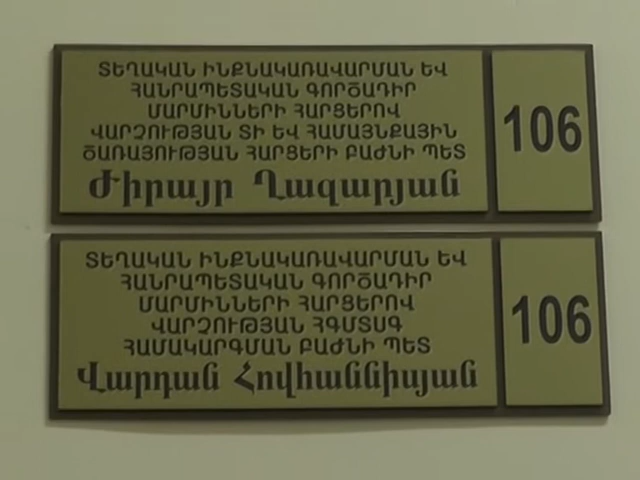 ՏԵՂԱԿԱՆ ԻՆՔՆԱԿԱՌԱՎԱՐՄԱՆ ԵՎ
ՀԱՆՐԱՊԵՏԱԿԱՆ ԳՈՐԾԱԴԻՐ
ՄԱՐՄԻՆՆԵՐԻ ՀԱՐՑԵՐՈՎ
ՎԱՐՉՈՒԹՅԱՆ ՏԻ ԵՎ ՀԱՄԱՅՆՔԱՅԻՆ
ԾԱՌԱՅՈՒԹՅԱՆ ՀԱՐՑԵՐԻ ԲԱԺՆԻ ՊԵՏ
Ժիրայր Ղազարյան
106
ՏԵՂԱԿԱՆ ԻՆՔՆԱԿԱՌԱՎԱՐՄԱՆ ԵՎ
ՀԱՆՐԱՊԵՏԱԿԱՆ ԳՈՐԾԱԴԻՐ
ՄԱՐՄԻՆՆԵՐԻ ՀԱՐՑԵՐՈՎ
ՎԱՐՉՈՒԹՅԱՆ ՀԳՄՏՍԳ
ՀԱՄԱԿԱՐԳՄԱՆ ԲԱԺՆԻ ՊԵՏ
Վարդան Հովհաննիսյան
106